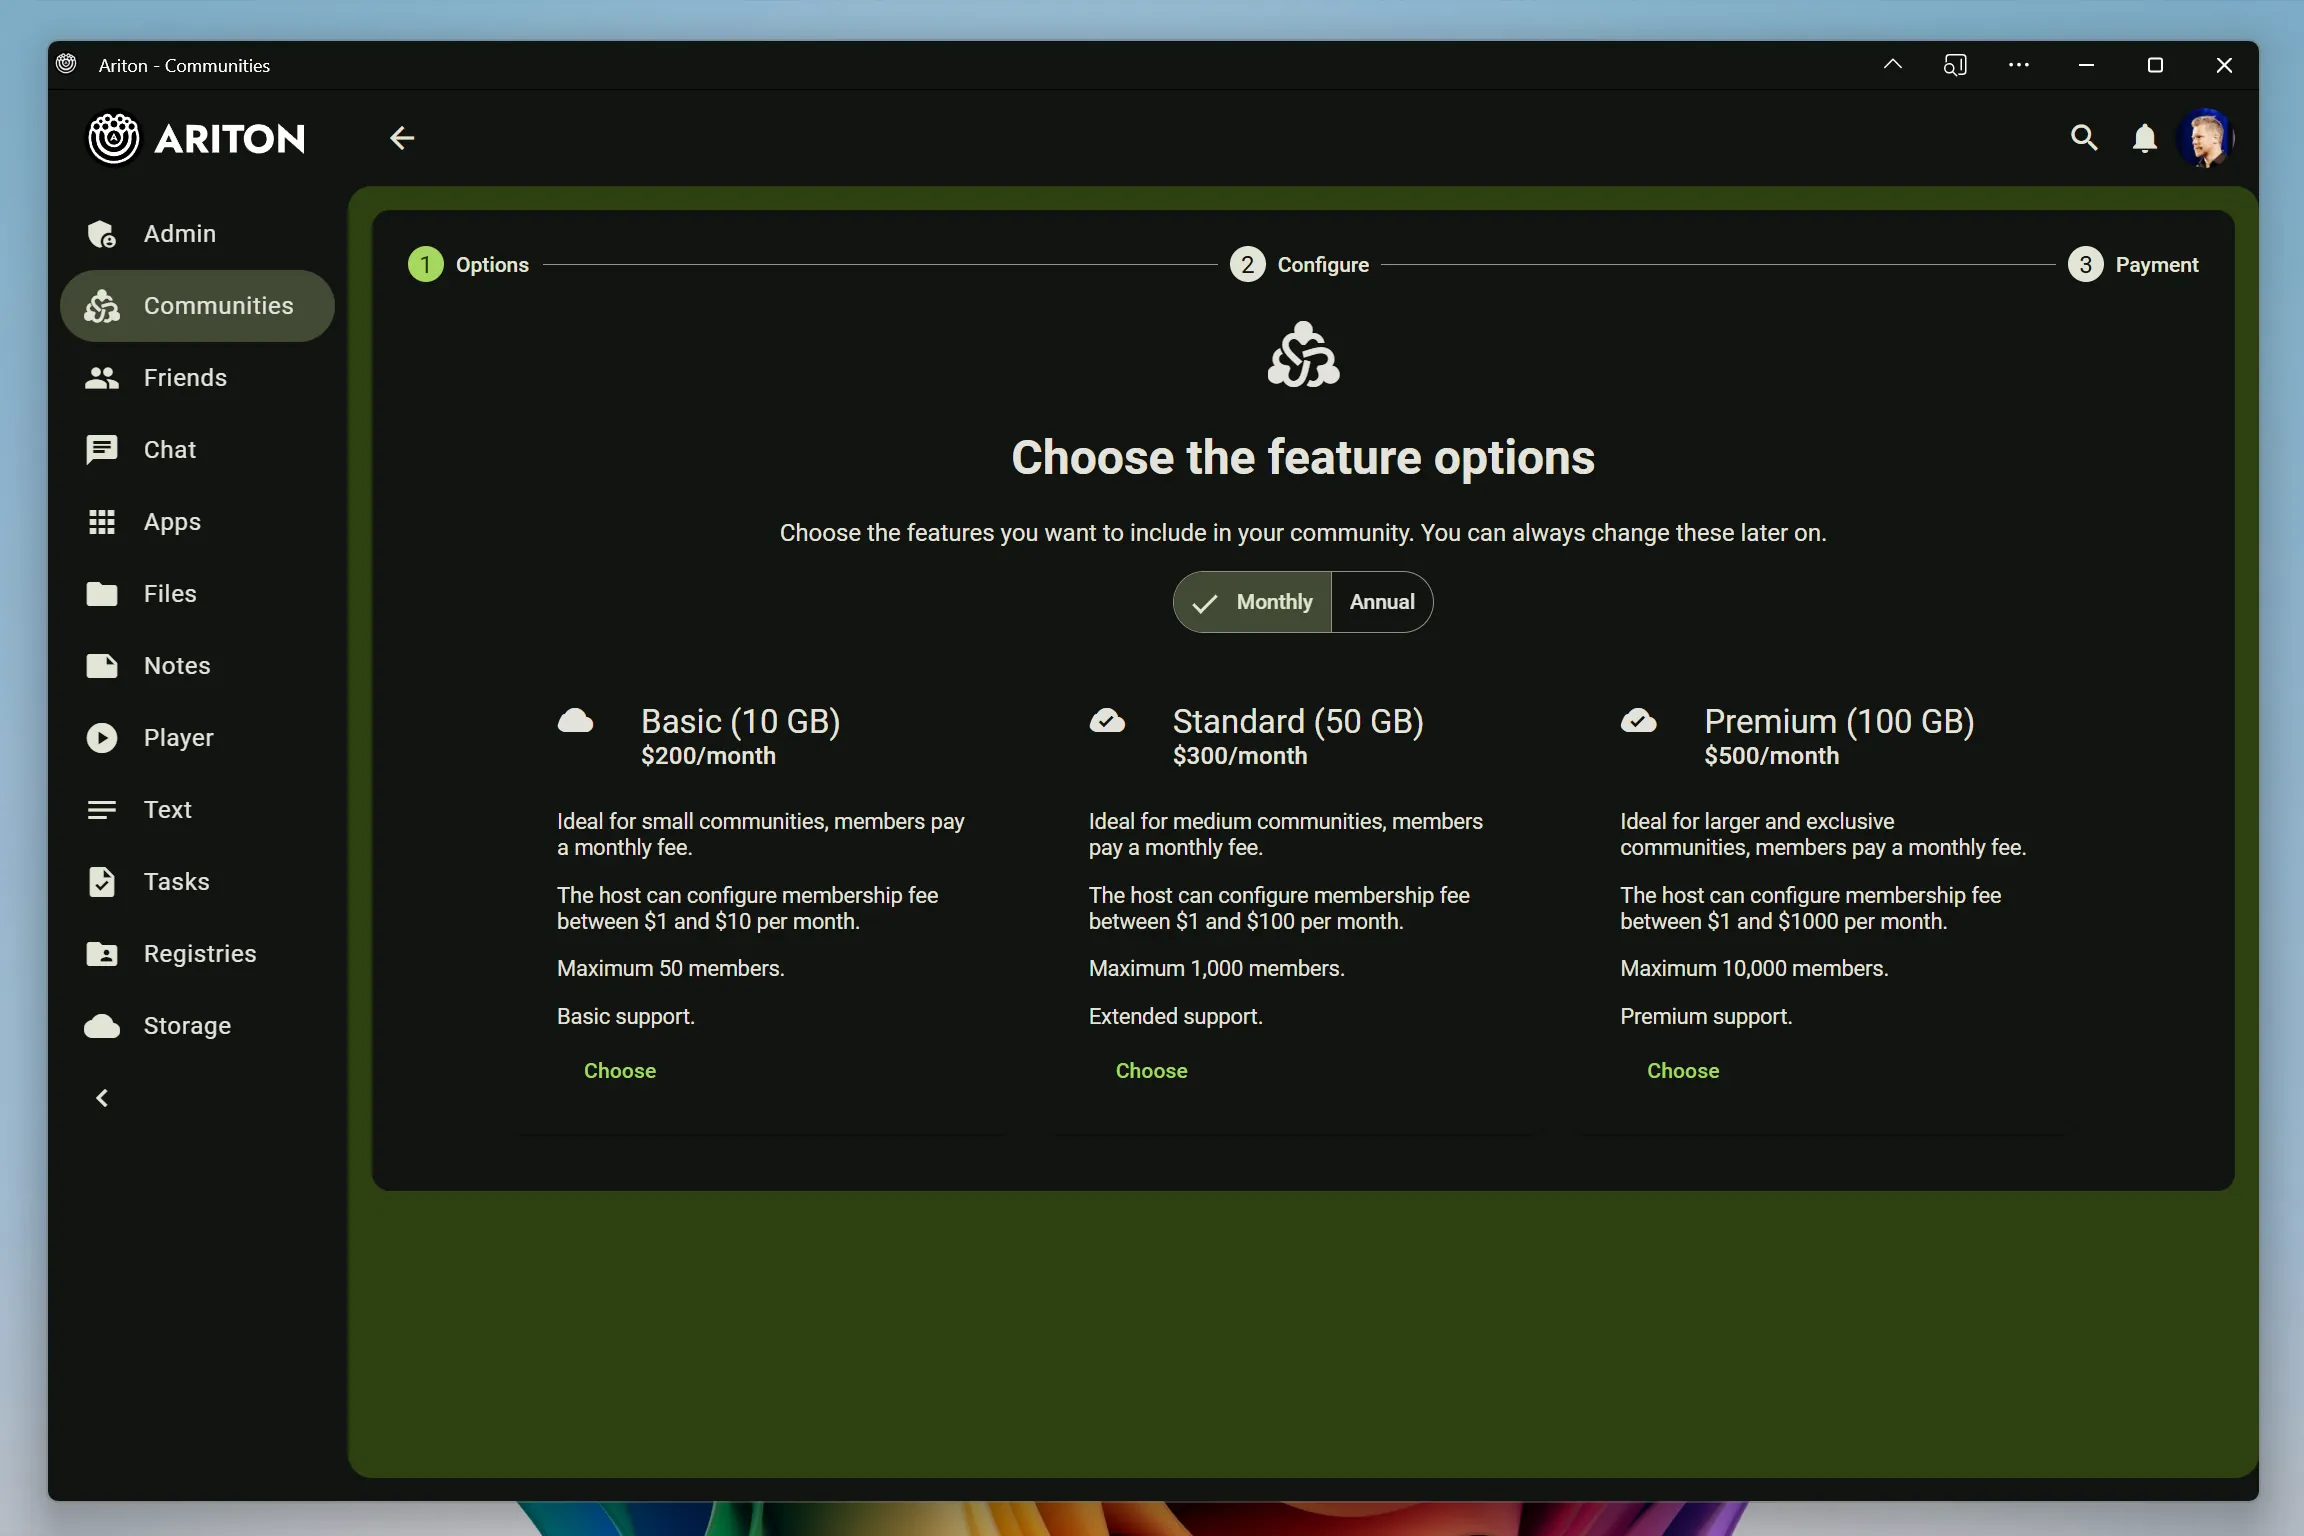 Ariton - Communities
ARITON
Admin
Communities
Friends
Chat
Apps
Files
Notes
Player
Text
Tasks
Registries
Storage
1 Options
2 Configure
3 Payment
Choose the feature options
Choose the features you want to include in your community. You can always change these later on.
Monthly
Annual
Basic (10 GB)
$200/month
Ideal for small communities, members pay
a monthly fee.
The host can configure membership fee
between $1 and $10 per month.
Maximum 50 members.
Basic support.
Choose
Standard (50 GB)
$300/month
Ideal for medium communities, members
pay a monthly fee.
The host can configure membership fee
between $1 and $100 per month.
Maximum 1,000 members.
Extended support.
Choose
Premium (100 GB)
$500/month
Ideal for larger and exclusive
communities, members pay a monthly fee.
The host can configure membership fee
between $1 and $1000 per month.
Maximum 10,000 members.
Premium support.
Choose